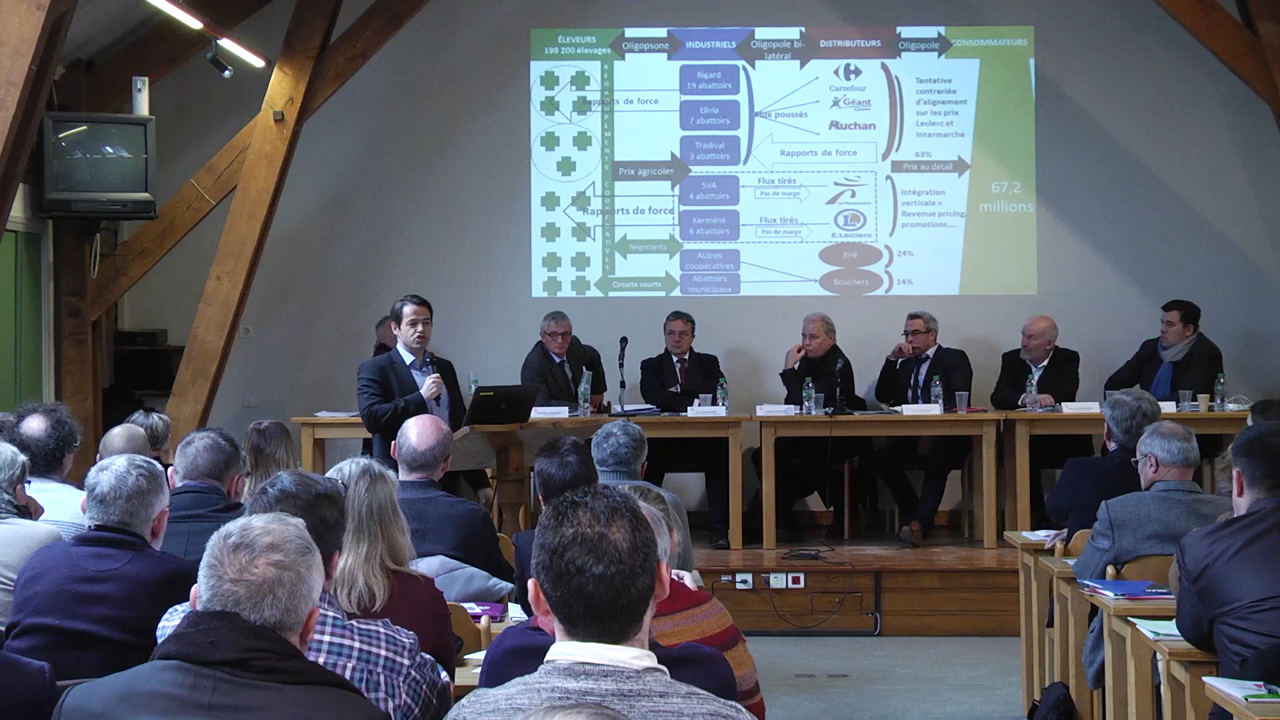 ÉLEVEURS
199 200 élevages
Oligopsone
INDUSTRIELS
Oligopole bi-
latéral
DISTRIBUTEURS
Oligopole
CONSOMMATEURS
REGROUPEMENTS COOPÉRATIVES
Rapports de force
Bigard
19 abattoirs
Elivia
7 abattoirs
Tradival
3 abattoirs
Flux poussés
Carrefour
Géant
Auchan
Rapports de force
Tentative
contrariée
d'alignement
sur les prix
Leclerc et
Intermarché
63%
Prix au détail
Prix agricoles
Rapports de force
SVA
4 abattoirs
Flux tirés
Pas de marge
Kerméné
6 abattoirs
Flux tirés
Pas de marge
E.Leclerc
Intégration
verticale »
Revenue pricing,
promotions,...
67,2
millions
Négociants
Circuits courts
Autres
coopératives
Abattoirs
municipaux
RHF
24%
Bouchers
14%